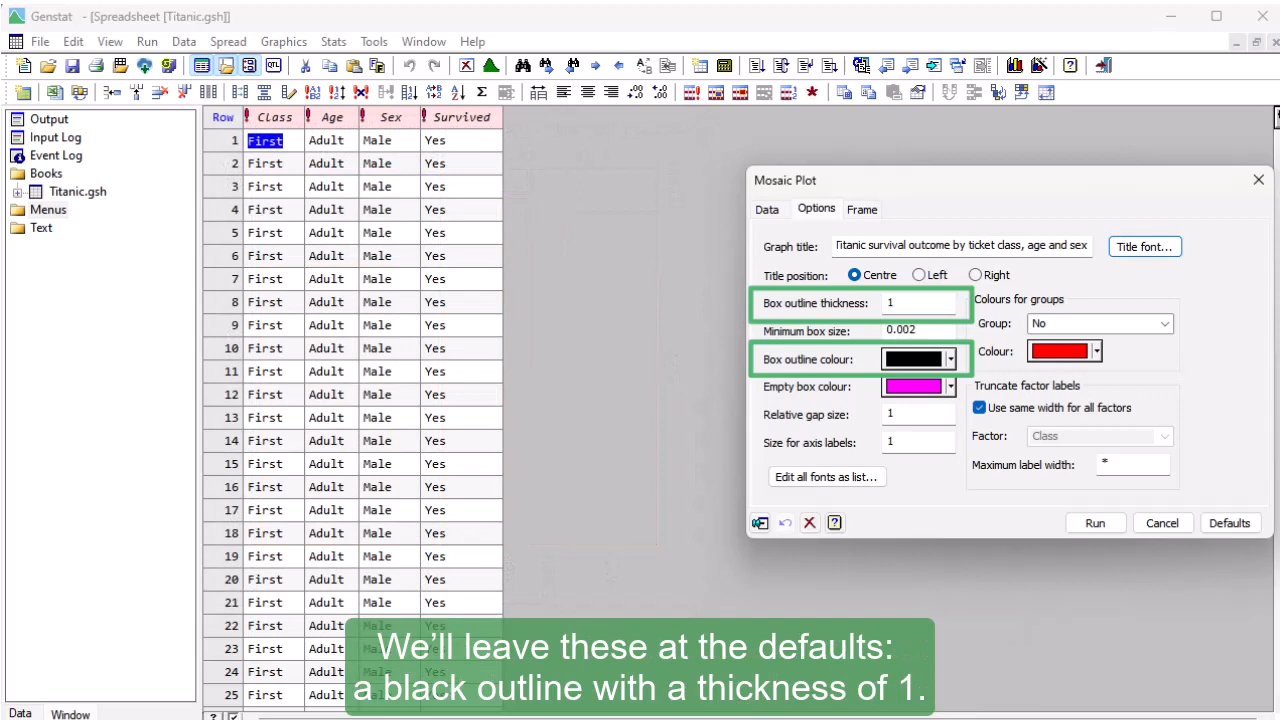 Genstat - [Spreadsheet [Titanic.gsh]]
File Edit View Run Data Spread Graphics Stats Tools Window Help
Output
Input Log
Event Log
Books
Titanic.gsh
Menus
Text
Data Window
Row ! Class ! Age ! Sex ! Survived
1 First Adult Male Yes
2 First Adult Male Yes
3 First Adult Male Yes
4 First Adult Male Yes
5 First Adult Male Yes
6 First Adult Male Yes
7 First Adult Male Yes
8 First Adult Male Yes
9 First Adult Male Yes
10 First Adult Male Yes
11 First Adult Male Yes
12 First Adult Male Yes
13 First Adult Male Yes
14 First Adult Male Yes
15 First Adult Male Yes
16 First Adult Male Yes
17 First Adult Male Yes
18 First Adult Male Yes
19 First Adult Male Yes
20 First Adult Male Yes
21 First Adult Male Yes
22 First Adult Male Yes
23 First Adult Male Yes
24 First Adult Male Yes
25 First Adult Male Yes
Mosaic Plot
Data Options Frame
Graph title: Titanic survival outcome by ticket class, age and sex Title font...
Title position: Centre Left Right
Box outline thickness: 1
Minimum box size: 0.002
Box outline colour:
Empty box colour:
Relative gap size: 1
Size for axis labels: 1
Edit all fonts as list...
Colours for groups
Group: No
Colour:
Truncate factor labels
Use same width for all factors
Factor: Class
Maximum label width: *
Run Cancel Defaults
We’ll leave these at the defaults:
a black outline with a thickness of 1.